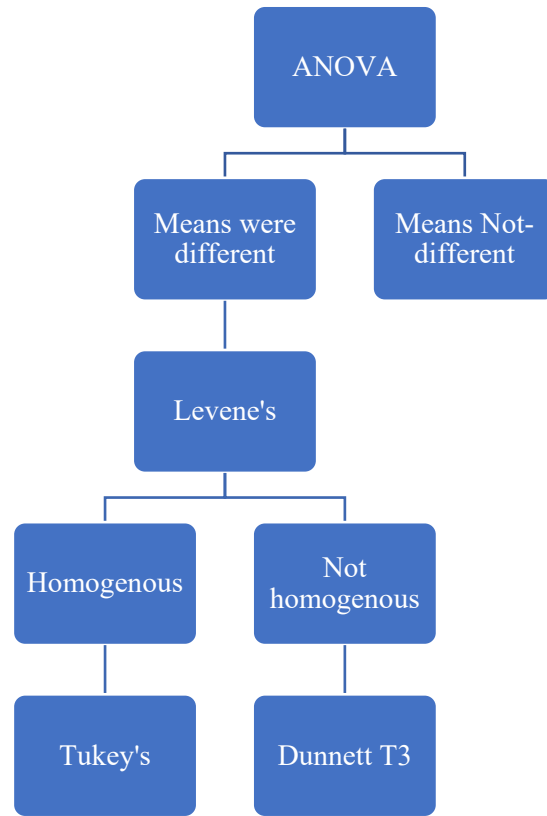 ANOVA
Means were
different
Means Not-
different
Levene's
Homogenous
Not
homogenous
Tukey's
Dunnett T3